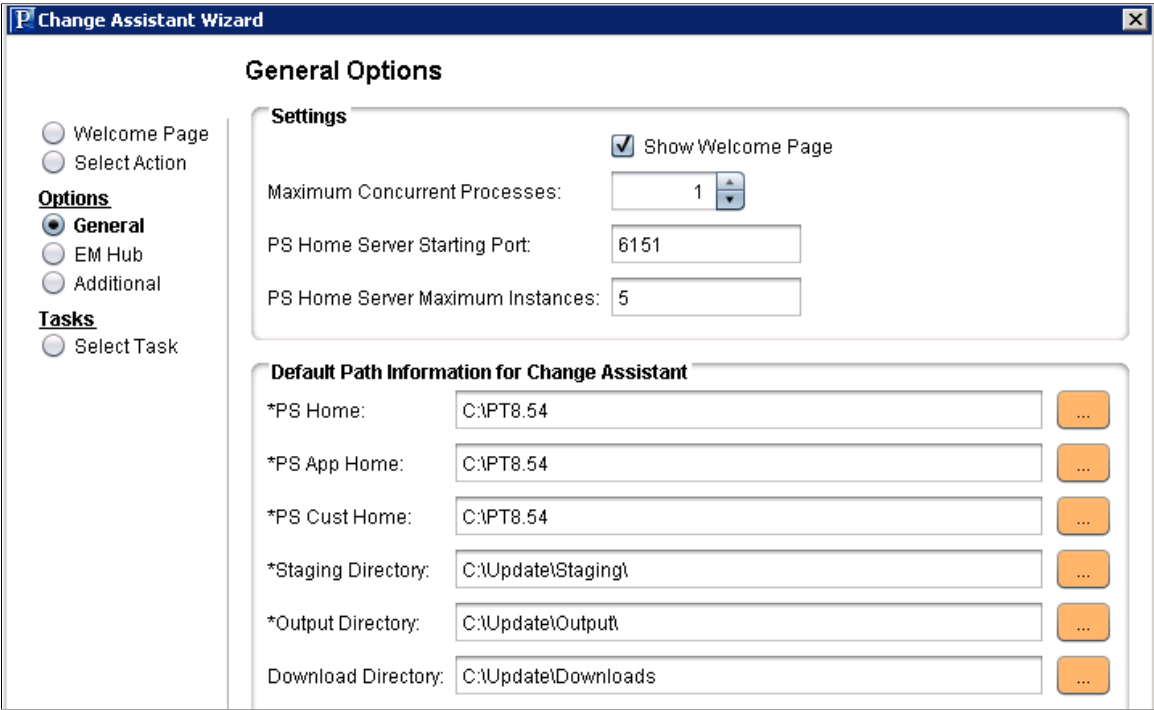 P Change Assistant Wizard
General Options
Welcome Page
Select Action
Options
General
EM Hub
Additional
Tasks
Select Task
Settings
Show Welcome Page
Maximum Concurrent Processes: 1
PS Home Server Starting Port: 6151
PS Home Server Maximum Instances: 5
Default Path Information for Change Assistant
*PS Home: C:\PT8.54 ...
*PS App Home: C:\PT8.54 ...
*PS Cust Home: C:\PT8.54 ...
*Staging Directory: C:\Update\Staging\ ...
*Output Directory: C:\Update\Output\ ...
Download Directory: C:\Update\Downloads ...